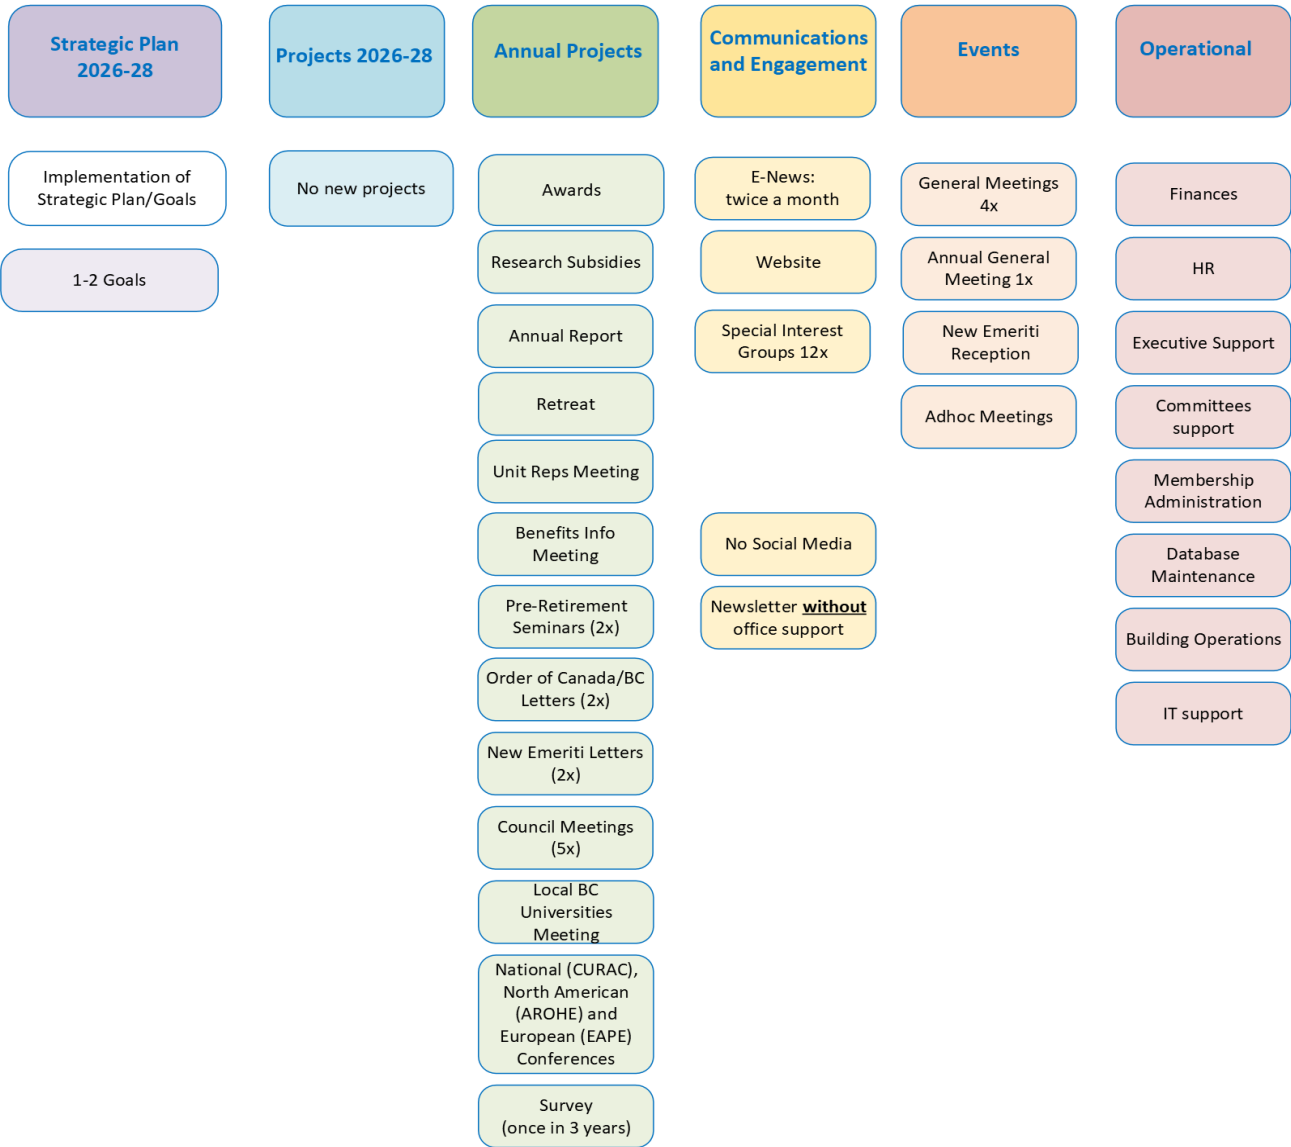 Strategic Plan
2026-28
Implementation of
Strategic Plan/Goals
1-2 Goals
Projects 2026-28
No new projects
Annual Projects
Awards
Research Subsidies
Annual Report
Retreat
Unit Reps Meeting
Benefits Info
Meeting
Pre-Retirement
Seminars (2x)
Order of Canada/BC
Letters (2x)
New Emeriti Letters
(2x)
Council Meetings
(5x)
Local BC
Universities
Meeting
National (CURAC),
North American
(AROHE) and
European (EAPE)
Conferences
Survey
(once in 3 years)
Communications
and Engagement
E-News:
twice a month
Website
Special Interest
Groups 12x
No Social Media
Newsletter without
office support
Events
General Meetings
4x
Annual General
Meeting 1x
New Emeriti
Reception
Adhoc Meetings
Operational
Finances
HR
Executive Support
Committees
support
Membership
Administration
Database
Maintenance
Building Operations
IT support